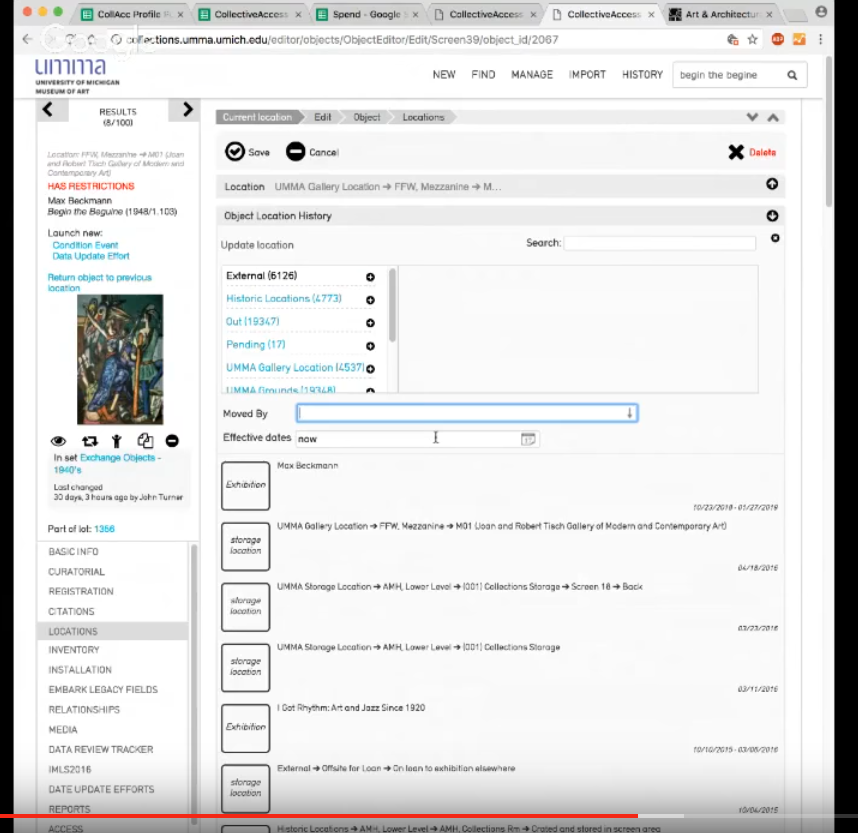 CollAcc Profile
CollectiveAccess
Spend - Google S
CollectiveAccess
CollectiveAccess
Art & Architectur
collections.umma.umich.edu/editor/objects/ObjectEditor/Edit/Screen39/object_id/2067
umma
UNIVERSITY OF MICHIGAN
MUSEUM OF ART
NEW FIND MANAGE IMPORT HISTORY begin the begine
RESULTS
(8/100)
Location: FFW, Mezzanine ➔ M01 (Joan
and Robert Tisch Gallery of Modern and
Contemporary Art)
HAS RESTRICTIONS
Max Beckmann
Begin the Beguine (1948/1.103)
Launch new:
Condition Event
Data Update Effort
Return object to previous
location
In set Exchange Objects -
1940's
Last changed
30 days, 3 hours ago by John Turner
Part of lot: 1356
BASIC INFO
CURATORIAL
REGISTRATION
CITATIONS
LOCATIONS
INVENTORY
INSTALLATION
EMBARK LEGACY FIELDS
RELATIONSHIPS
MEDIA
DATA REVIEW TRACKER
IMLS2016
DATE UPDATE EFFORTS
REPORTS
ACCESS
Current location Edit Object Locations
Save Cancel Delete
Location UMMA Gallery Location ➔ FFW, Mezzanine ➔ M...
Object Location History
Update location Search:
External (6126)
Historic Locations (4773)
Out (19347)
Pending (17)
UMMA Gallery Location (4537)
UMMA Grounds (19348)
Moved By
Effective dates now
Exhibition
Max Beckmann
10/23/2018 - 01/27/2019
storage
location
UMMA Gallery Location ➔ FFW, Mezzanine ➔ M01 (Joan and Robert Tisch Gallery of Modern and Contemporary Art)
04/18/2016
storage
location
UMMA Storage Location ➔ AMH, Lower Level ➔ (001) Collections Storage ➔ Screen 18 ➔ Back
03/23/2016
storage
location
UMMA Storage Location ➔ AMH, Lower Level ➔ (001) Collections Storage
03/11/2016
Exhibition
I Got Rhythm: Art and Jazz Since 1920
10/10/2015 - 03/06/2016
storage
location
External ➔ Offsite for Loan ➔ On loan to exhibition elsewhere
10/04/2015
Historic Locations ➔ AMH, Lower Level ➔ AMH, Collections Rm ➔ Crated and stored in screen area